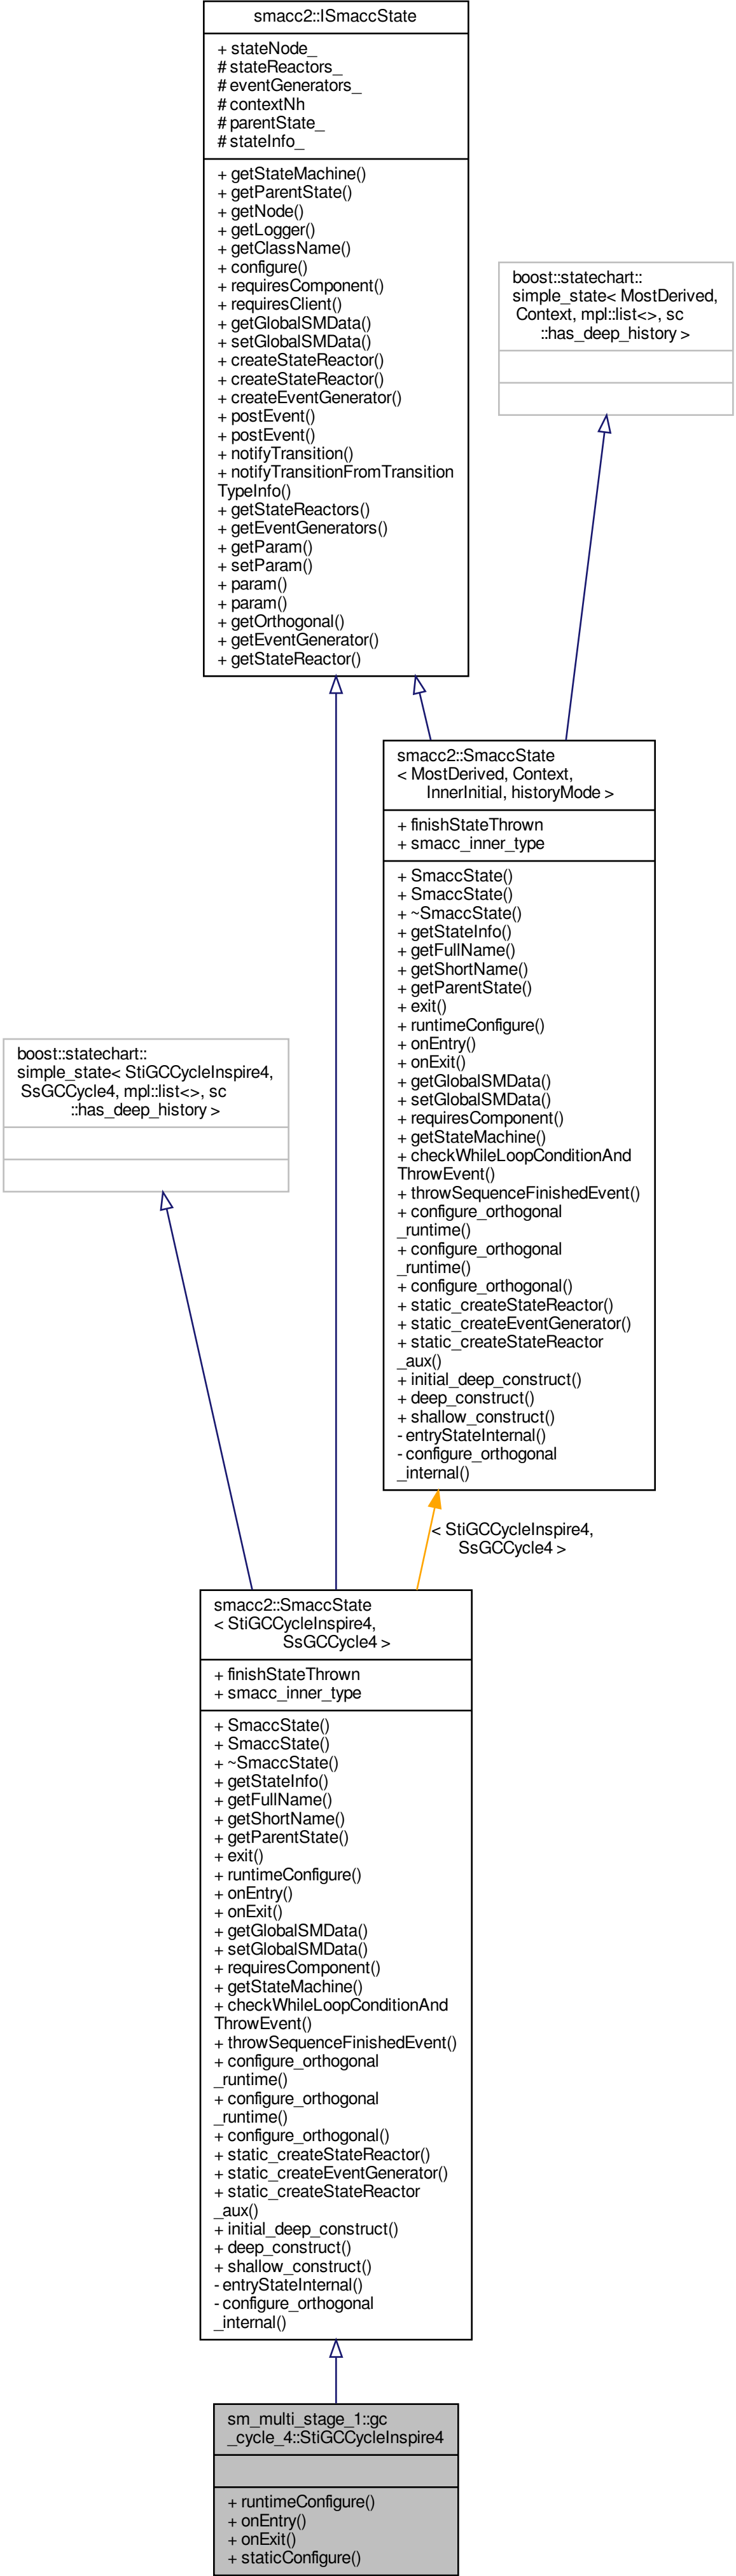 smacc2::ISmaccState
+ stateNode_
# stateReactors_
# eventGenerators_
# contextNh
# parentState_
# stateInfo_
+ getStateMachine()
+ getParentState()
+ getNode()
+ getLogger()
+ getClassName()
+ configure()
+ requiresComponent()
+ requiresClient()
+ getGlobalSMData()
+ setGlobalSMData()
+ createStateReactor()
+ createStateReactor()
+ createEventGenerator()
+ postEvent()
+ postEvent()
+ notifyTransition()
+ notifyTransitionFromTransition
TypeInfo()
+ getStateReactors()
+ getEventGenerators()
+ getParam()
+ setParam()
+ param()
+ param()
+ getOrthogonal()
+ getEventGenerator()
+ getStateReactor()
boost::statechart::
simple_state< MostDerived,
Context, mpl::list<>, sc
::has_deep_history >
smacc2::SmaccState
< MostDerived, Context,
InnerInitial, historyMode >
+ finishStateThrown
+ smacc_inner_type
+ SmaccState()
+ SmaccState()
+ ~SmaccState()
+ getStateInfo()
+ getFullName()
+ getShortName()
+ getParentState()
+ exit()
+ runtimeConfigure()
+ onEntry()
+ onExit()
+ getGlobalSMData()
+ setGlobalSMData()
+ requiresComponent()
+ getStateMachine()
+ checkWhileLoopConditionAnd
ThrowEvent()
+ throwSequenceFinishedEvent()
+ configure_orthogonal
_runtime()
+ configure_orthogonal
_runtime()
+ configure_orthogonal()
+ static_createStateReactor()
+ static_createEventGenerator()
+ static_createStateReactor
_aux()
+ initial_deep_construct()
+ deep_construct()
+ shallow_construct()
- entryStateInternal()
- configure_orthogonal
_internal()
boost::statechart::
simple_state< StiGCCycleInspire4,
SsGCCycle4, mpl::list<>, sc
::has_deep_history >
< StiGCCycleInspire4,
SsGCCycle4 >
smacc2::SmaccState
< StiGCCycleInspire4,
SsGCCycle4 >
+ finishStateThrown
+ smacc_inner_type
+ SmaccState()
+ SmaccState()
+ ~SmaccState()
+ getStateInfo()
+ getFullName()
+ getShortName()
+ getParentState()
+ exit()
+ runtimeConfigure()
+ onEntry()
+ onExit()
+ getGlobalSMData()
+ setGlobalSMData()
+ requiresComponent()
+ getStateMachine()
+ checkWhileLoopConditionAnd
ThrowEvent()
+ throwSequenceFinishedEvent()
+ configure_orthogonal
_runtime()
+ configure_orthogonal
_runtime()
+ configure_orthogonal()
+ static_createStateReactor()
+ static_createEventGenerator()
+ static_createStateReactor
_aux()
+ initial_deep_construct()
+ deep_construct()
+ shallow_construct()
- entryStateInternal()
- configure_orthogonal
_internal()
sm_multi_stage_1::gc
_cycle_4::StiGCCycleInspire4
+ runtimeConfigure()
+ onEntry()
+ onExit()
+ staticConfigure()